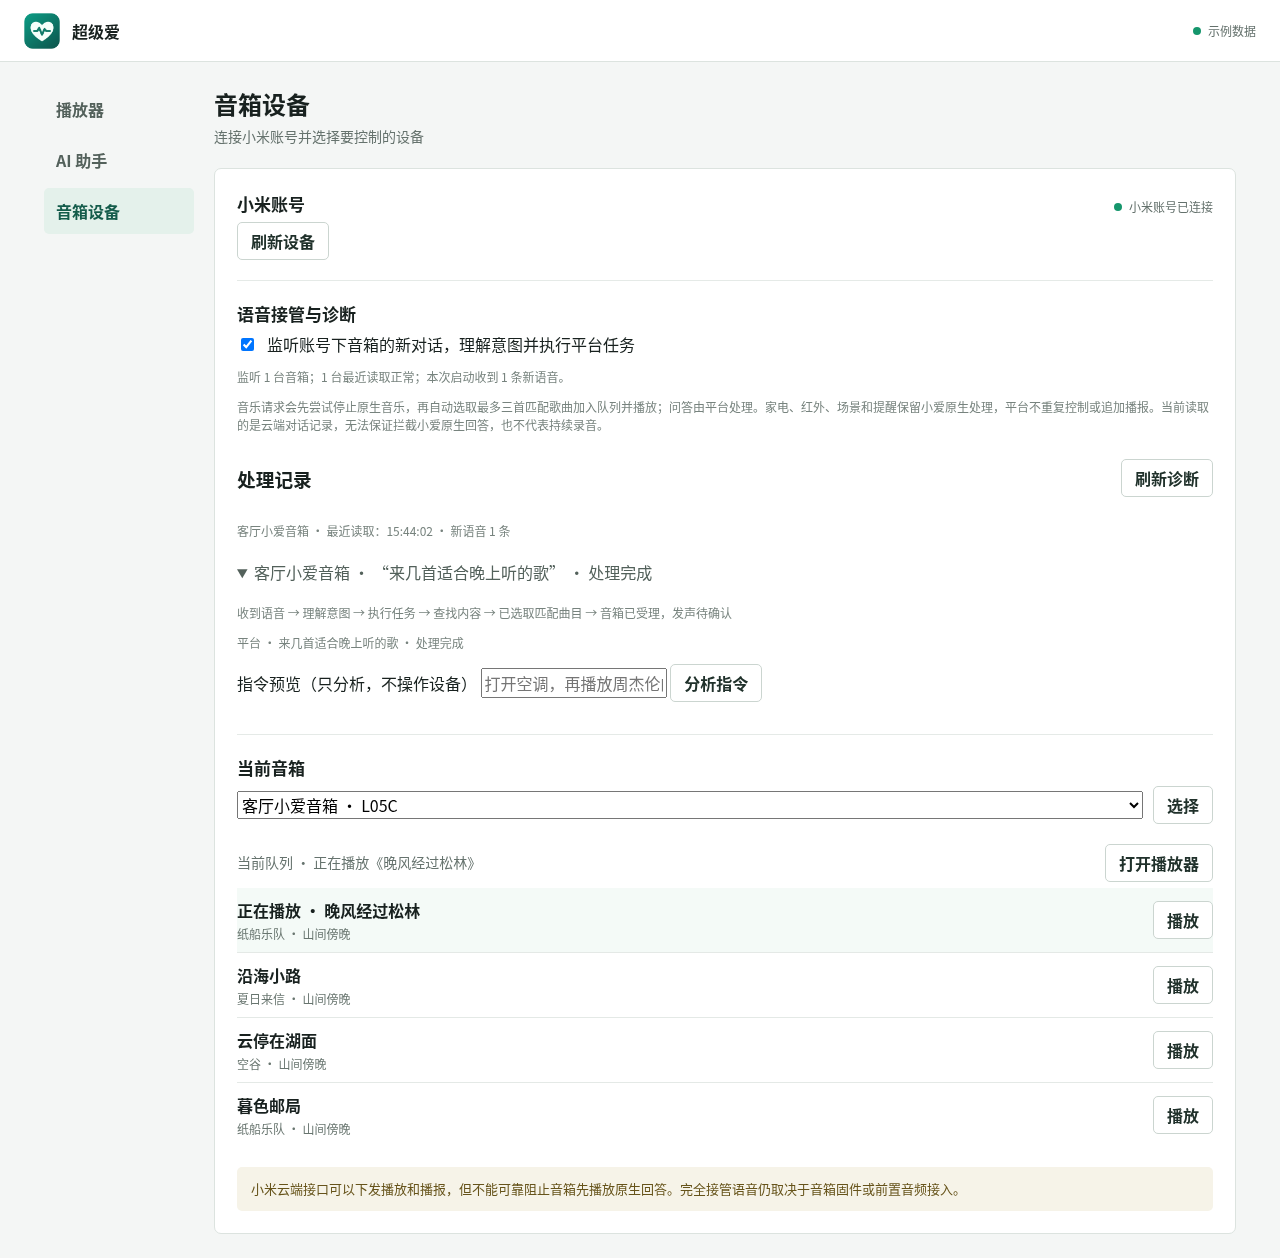 超级爱
示例数据
播放器
AI 助手
音箱设备
音箱设备
连接小米账号并选择要控制的设备
小米账号
小米账号已连接
刷新设备
语音接管与诊断
监听账号下音箱的新对话，理解意图并执行平台任务
监听 1 台音箱；1 台最近读取正常；本次启动收到 1 条新语音。
音乐请求会先尝试停止原生音乐，再自动选取最多三首匹配歌曲加入队列并播放；问答由平台处理。家电、红外、场景和提醒保留小爱原生处理，平台不重复控制或追加播报。当前读取
的是云端对话记录，无法保证拦截小爱原生回答，也不代表持续录音。
处理记录
刷新诊断
客厅小爱音箱 · 最近读取：15:44:02 · 新语音 1 条
▼ 客厅小爱音箱 · “来几首适合晚上听的歌” · 处理完成
收到语音 → 理解意图 → 执行任务 → 查找内容 → 已选取匹配曲目 → 音箱已受理，发声待确认
平台 · 来几首适合晚上听的歌 · 处理完成
指令预览（只分析，不操作设备） 打开空调，再播放周杰伦 分析指令
当前音箱
客厅小爱音箱 · L05C
选择
当前队列 · 正在播放《晚风经过松林》
打开播放器
正在播放 · 晚风经过松林
纸船乐队 · 山间傍晚
播放
沿海小路
夏日来信 · 山间傍晚
播放
云停在湖面
空谷 · 山间傍晚
播放
暮色邮局
纸船乐队 · 山间傍晚
播放
小米云端接口可以下发播放和播报，但不能可靠阻止音箱先播放原生回答。完全接管语音仍取决于音箱固件或前置音频接入。